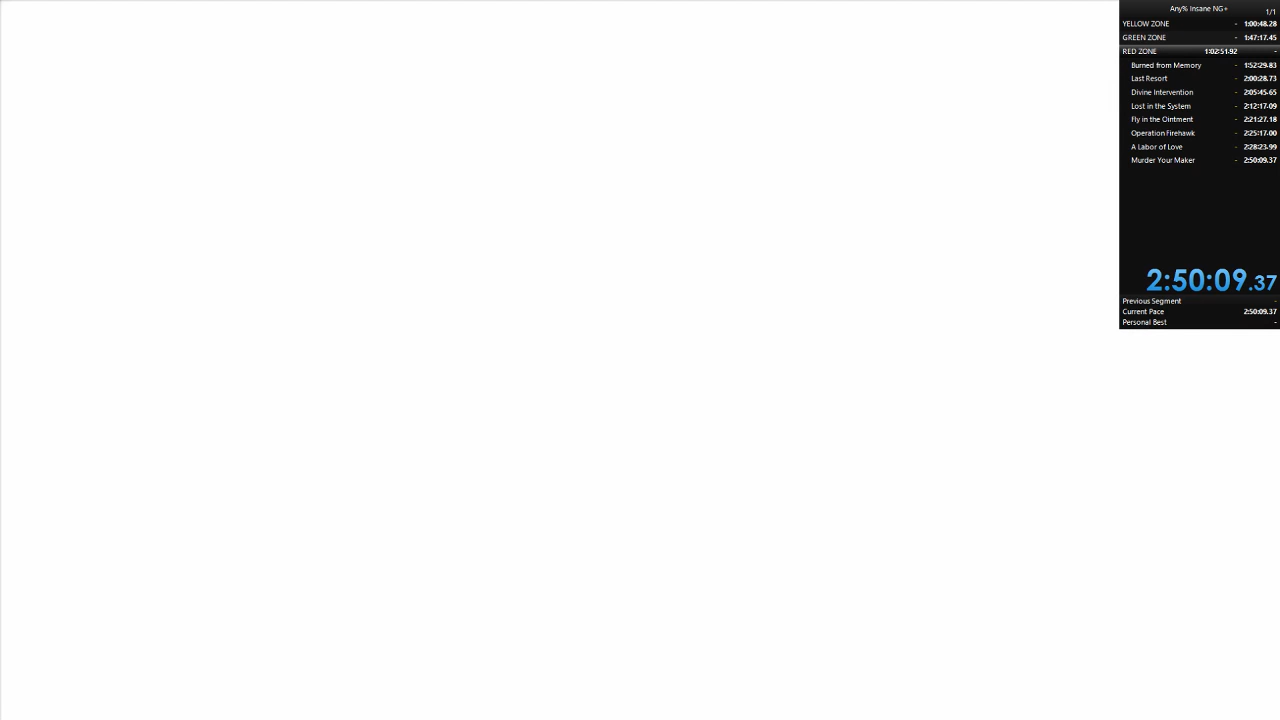 Any% Insane NG+ 1/1
YELLOW ZONE - 1:00:48.28
GREEN ZONE - 1:47:17.45
RED ZONE 1:02:51.92 -
Burned from Memory - 1:52:29.83
Last Resort - 2:00:28.73
Divine Intervention - 2:05:45.65
Lost in the System - 2:12:17.09
Fly in the Ointment - 2:21:27.18
Operation Firehawk - 2:25:17.00
A Labor of Love - 2:28:23.99
Murder Your Maker - 2:50:09.37
2:50:09.37
Previous Segment -
Current Pace 2:50:09.37
Personal Best -